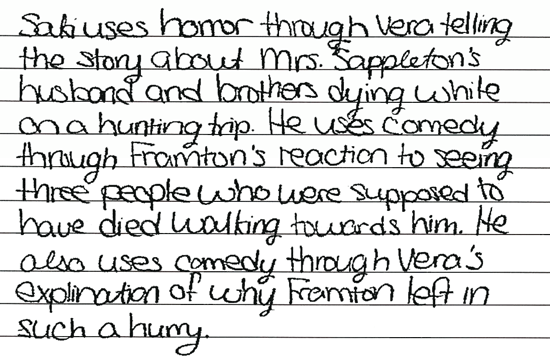 Saki uses homor through Vera telling
the story about Mrs. Sappleton's
husband and brothers dying while
on a hunting trip. He uses comedy
through Framton's reaction to seeing
three people who were supposed to
have died walking towards him. He
also uses comedy through Vera's
explination of why Framton left in
such a hurry.